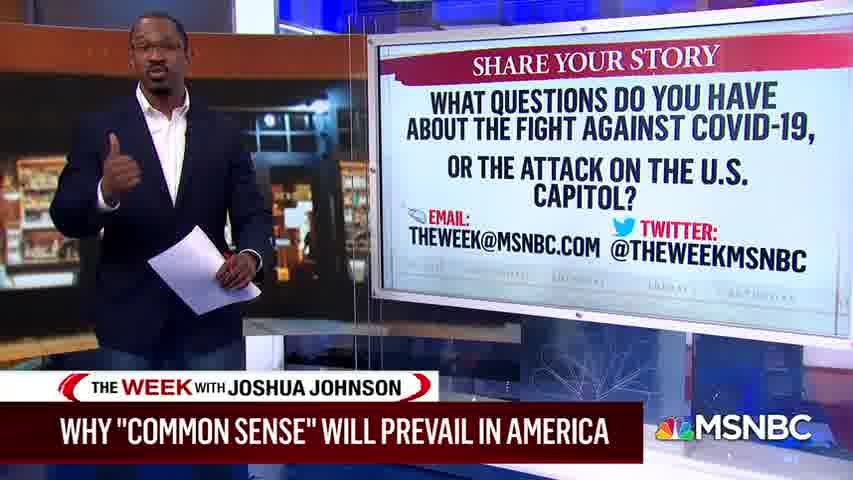 SHARE YOUR STORY
WHAT QUESTIONS DO YOU HAVE
ABOUT THE FIGHT AGAINST COVID-19,
OR THE ATTACK ON THE U.S.
CAPITOL?
EMAIL:
THEWEEK@MSNBC.COM
TWITTER:
@THEWEEKMSNBC
THE WEEK WITH JOSHUA JOHNSON
WHY "COMMON SENSE" WILL PREVAIL IN AMERICA
MSNBC